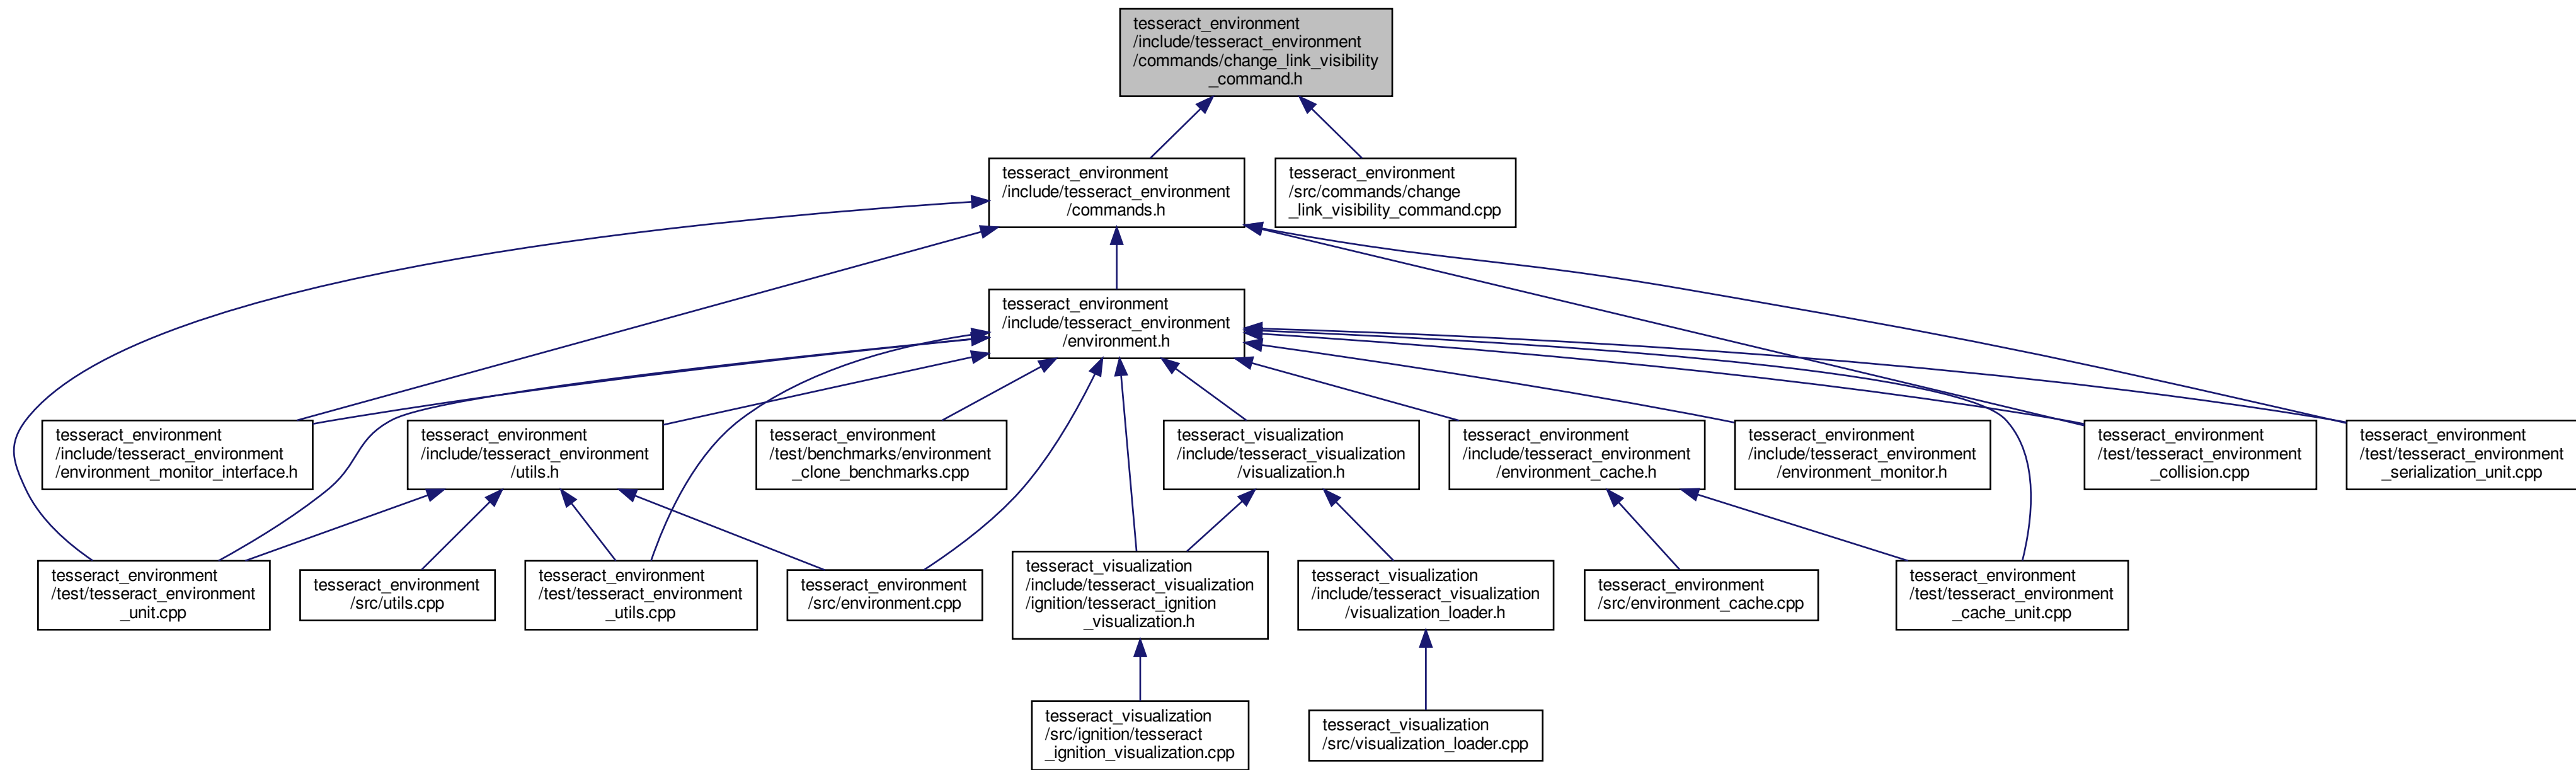 tesseract_environment
/include/tesseract_environment
/commands/change_link_visibility
_command.h
tesseract_environment
/include/tesseract_environment
/commands.h
tesseract_environment
/src/commands/change
_link_visibility_command.cpp
tesseract_environment
/include/tesseract_environment
/environment.h
tesseract_environment
/include/tesseract_environment
/environment_monitor_interface.h
tesseract_environment
/include/tesseract_environment
/utils.h
tesseract_environment
/test/benchmarks/environment
_clone_benchmarks.cpp
tesseract_visualization
/include/tesseract_visualization
/visualization.h
tesseract_environment
/include/tesseract_environment
/environment_cache.h
tesseract_environment
/include/tesseract_environment
/environment_monitor.h
tesseract_environment
/test/tesseract_environment
_collision.cpp
tesseract_environment
/test/tesseract_environment
_serialization_unit.cpp
tesseract_environment
/test/tesseract_environment
_unit.cpp
tesseract_environment
/src/utils.cpp
tesseract_environment
/test/tesseract_environment
_utils.cpp
tesseract_environment
/src/environment.cpp
tesseract_visualization
/include/tesseract_visualization
/ignition/tesseract_ignition
_visualization.h
tesseract_visualization
/include/tesseract_visualization
/visualization_loader.h
tesseract_environment
/src/environment_cache.cpp
tesseract_environment
/test/tesseract_environment
_cache_unit.cpp
tesseract_visualization
/src/ignition/tesseract
_ignition_visualization.cpp
tesseract_visualization
/src/visualization_loader.cpp